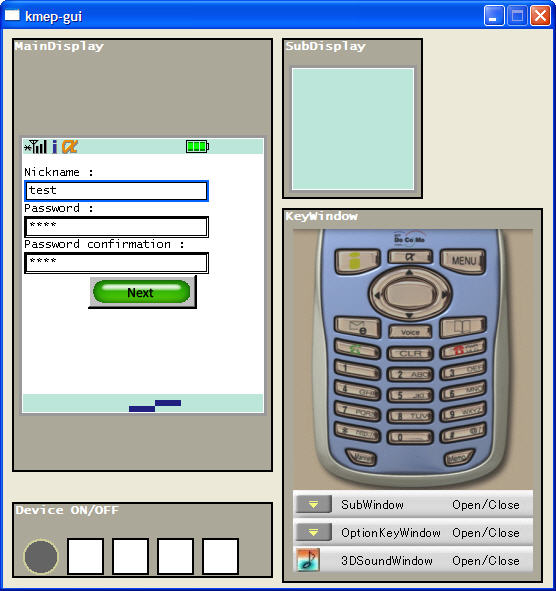 kmep-gui
MainDisplay
Nickname :
test
Password :
****
Password confirmation :
****
Next
Device ON/OFF
SubDisplay
KeyWindow
DoCoMo
i α MENU
Voice
CLR
1 2 ABC 3 DEF
4 GHI 5 JKL 6 MNO
7 PQRS 8 TUV 9 WXYZ
* 0 #
Memo
SubWindow Open/Close
OptionKeyWindow Open/Close
3DSoundWindow Open/Close